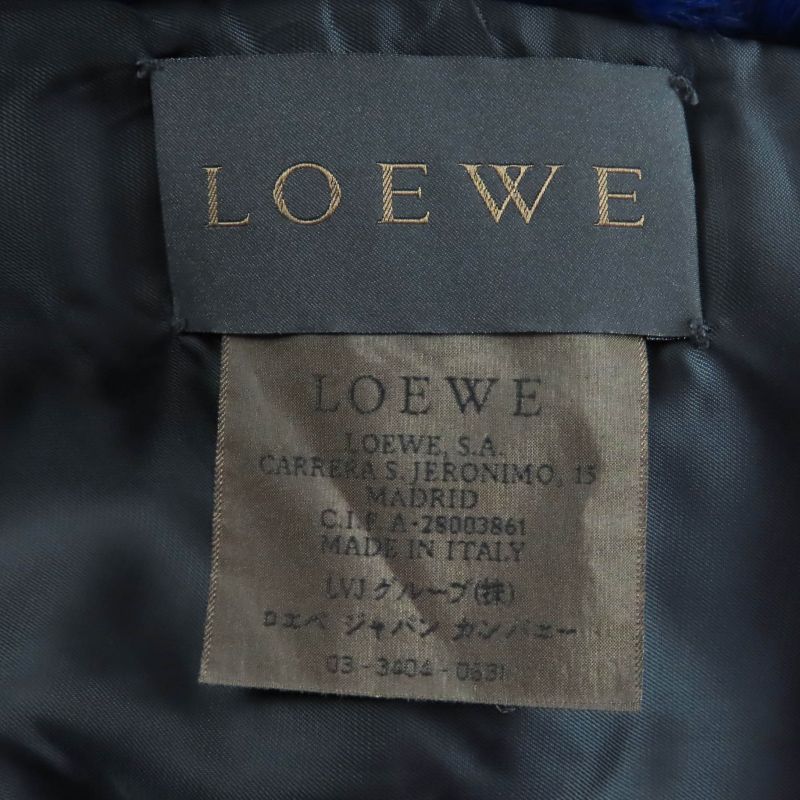 LOEWE
LOEWE
LOEWE, S.A.
CARRERA S. JERONIMO, 15
MADRID
C.I.F. A-28003861
MADE IN ITALY
LVJグループ(株)
ロエベ ジャパン カンパニー
03-3404-0631